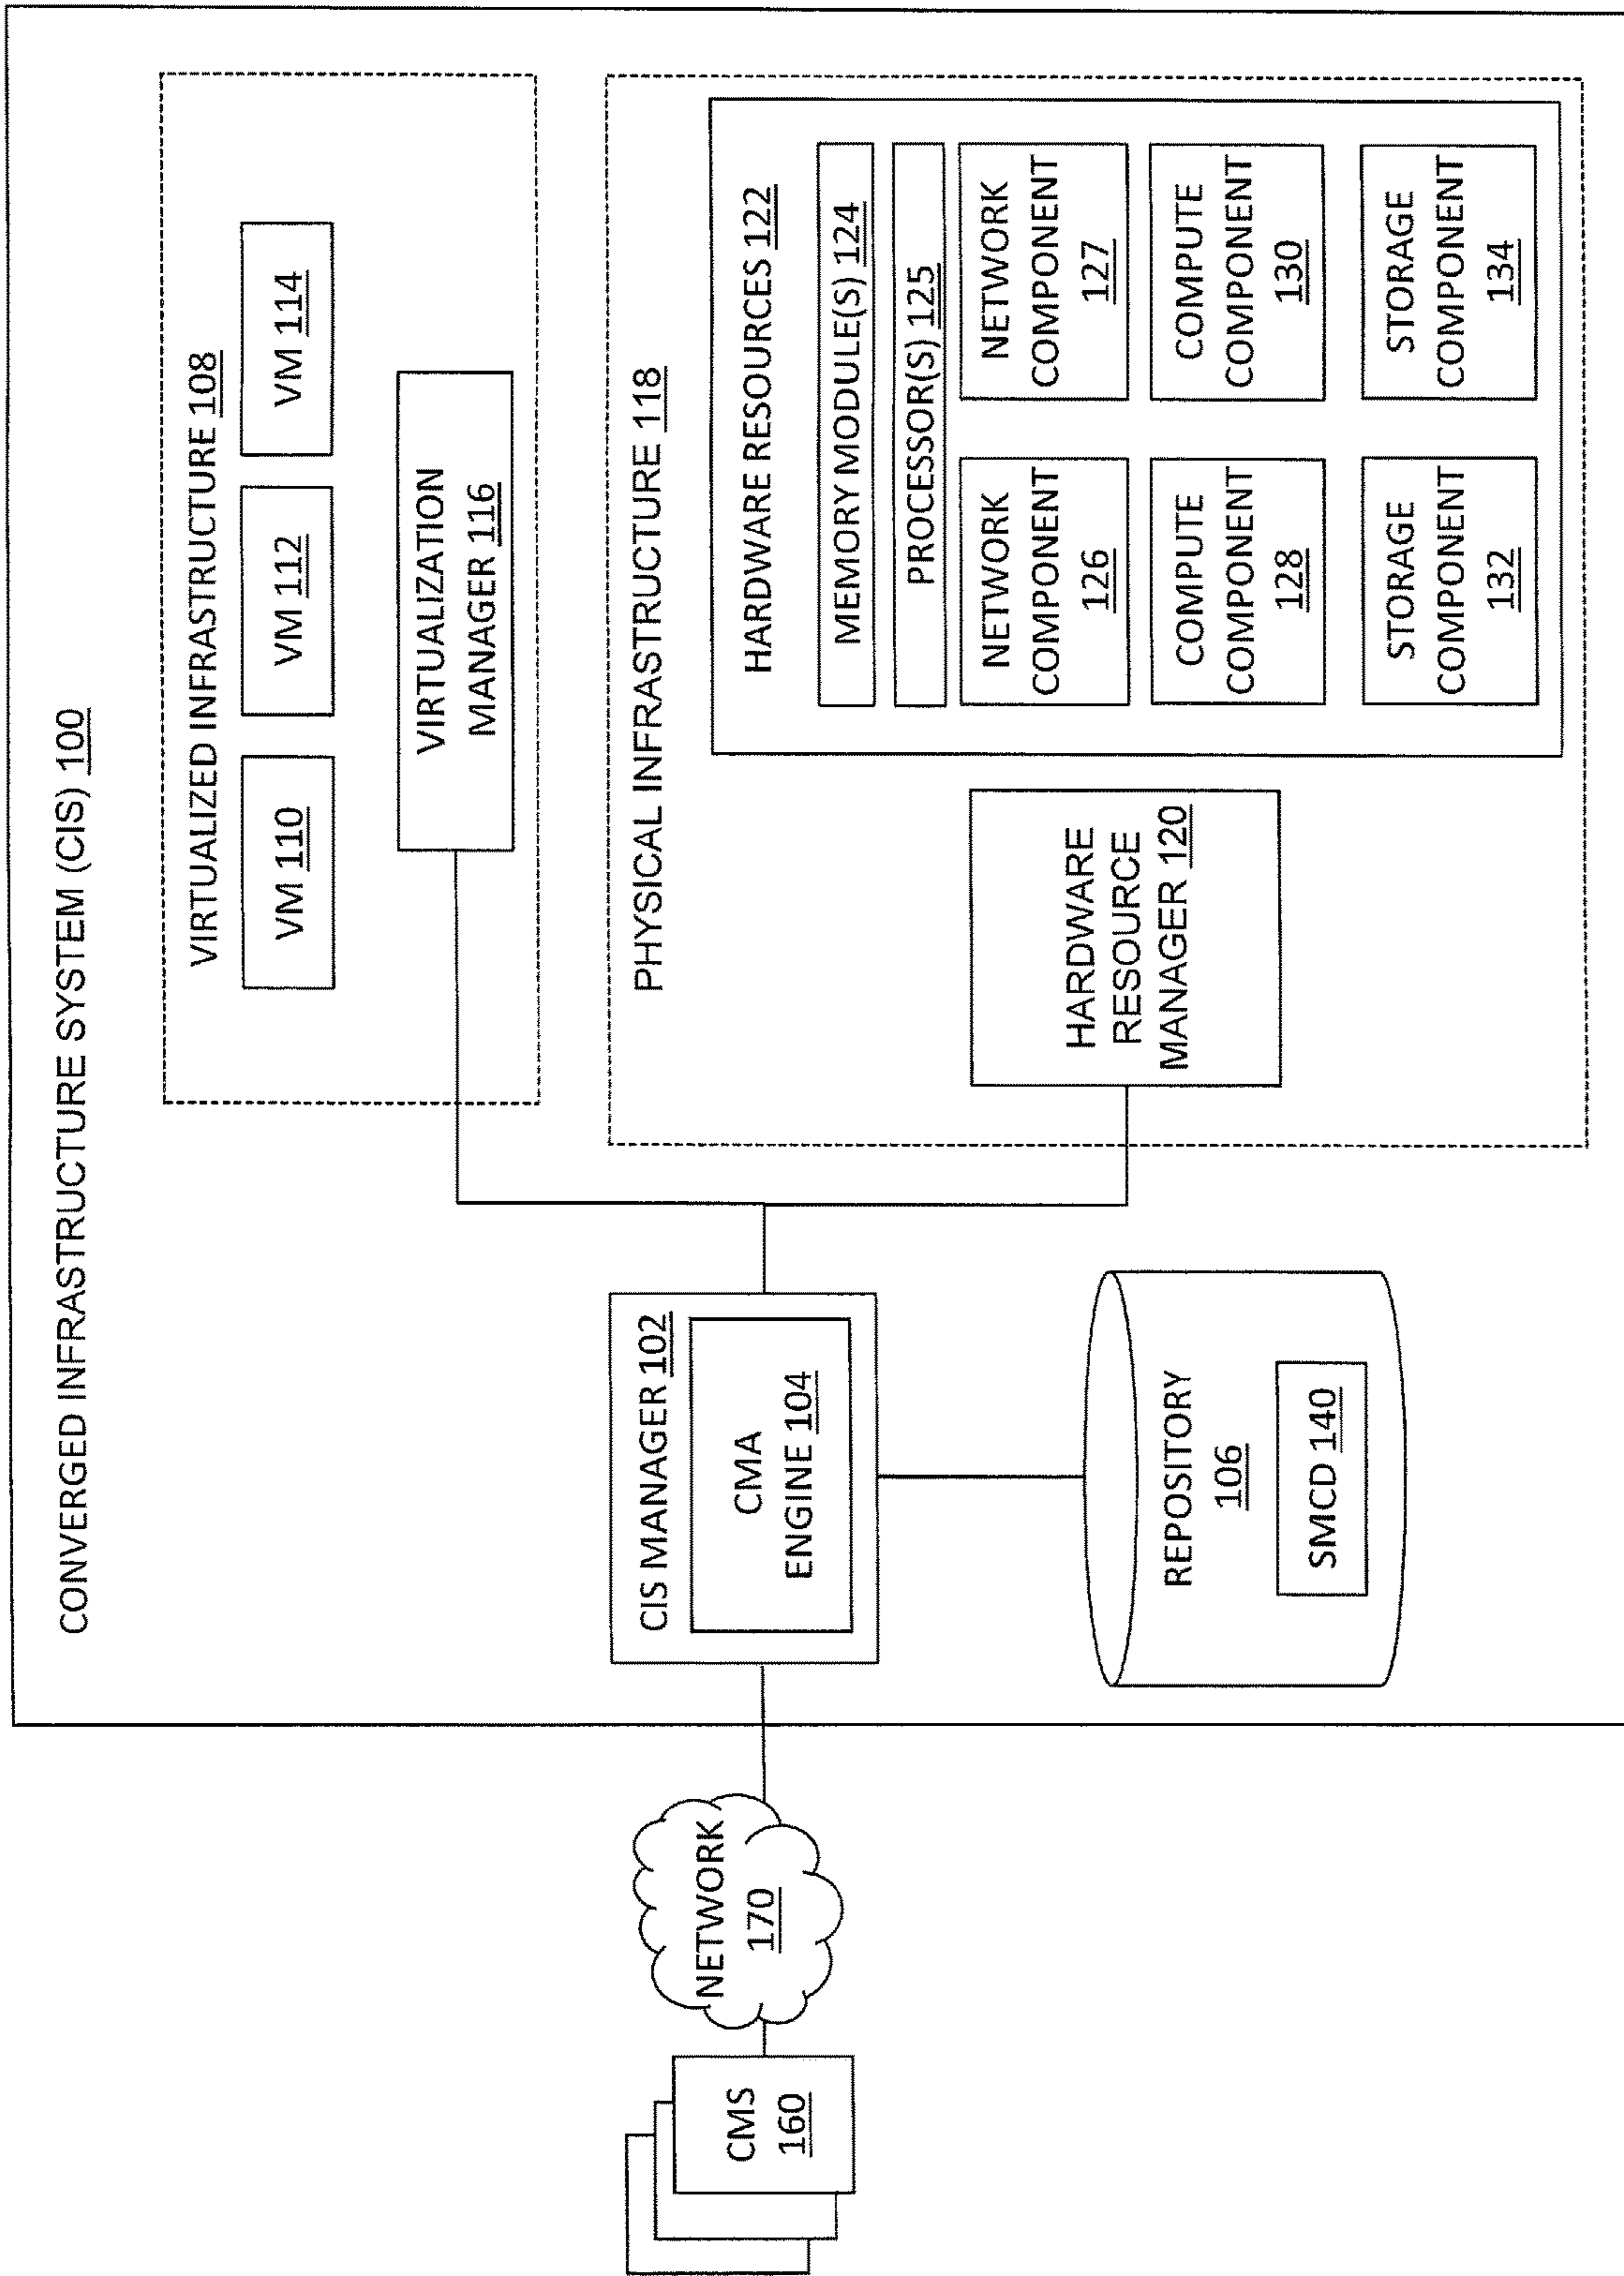 CONVERGED INFRASTRUCTURE SYSTEM (CIS) 100
VIRTUALIZED INFRASTRUCTURE 108
VM 110
VM 112
VM 114
VIRTUALIZATION
MANAGER 116
PHYSICAL INFRASTRUCTURE 118
HARDWARE RESOURCES 122
MEMORY MODULE(S) 124
PROCESSOR(S) 125
NETWORK
COMPONENT
126
NETWORK
COMPONENT
127
COMPUTE
COMPONENT
128
COMPUTE
COMPONENT
130
STORAGE
COMPONENT
132
STORAGE
COMPONENT
134
HARDWARE
RESOURCE
MANAGER 120
CIS MANAGER 102
CMA
ENGINE 104
REPOSITORY
106
SMCD 140
NETWORK
170
CMS
160